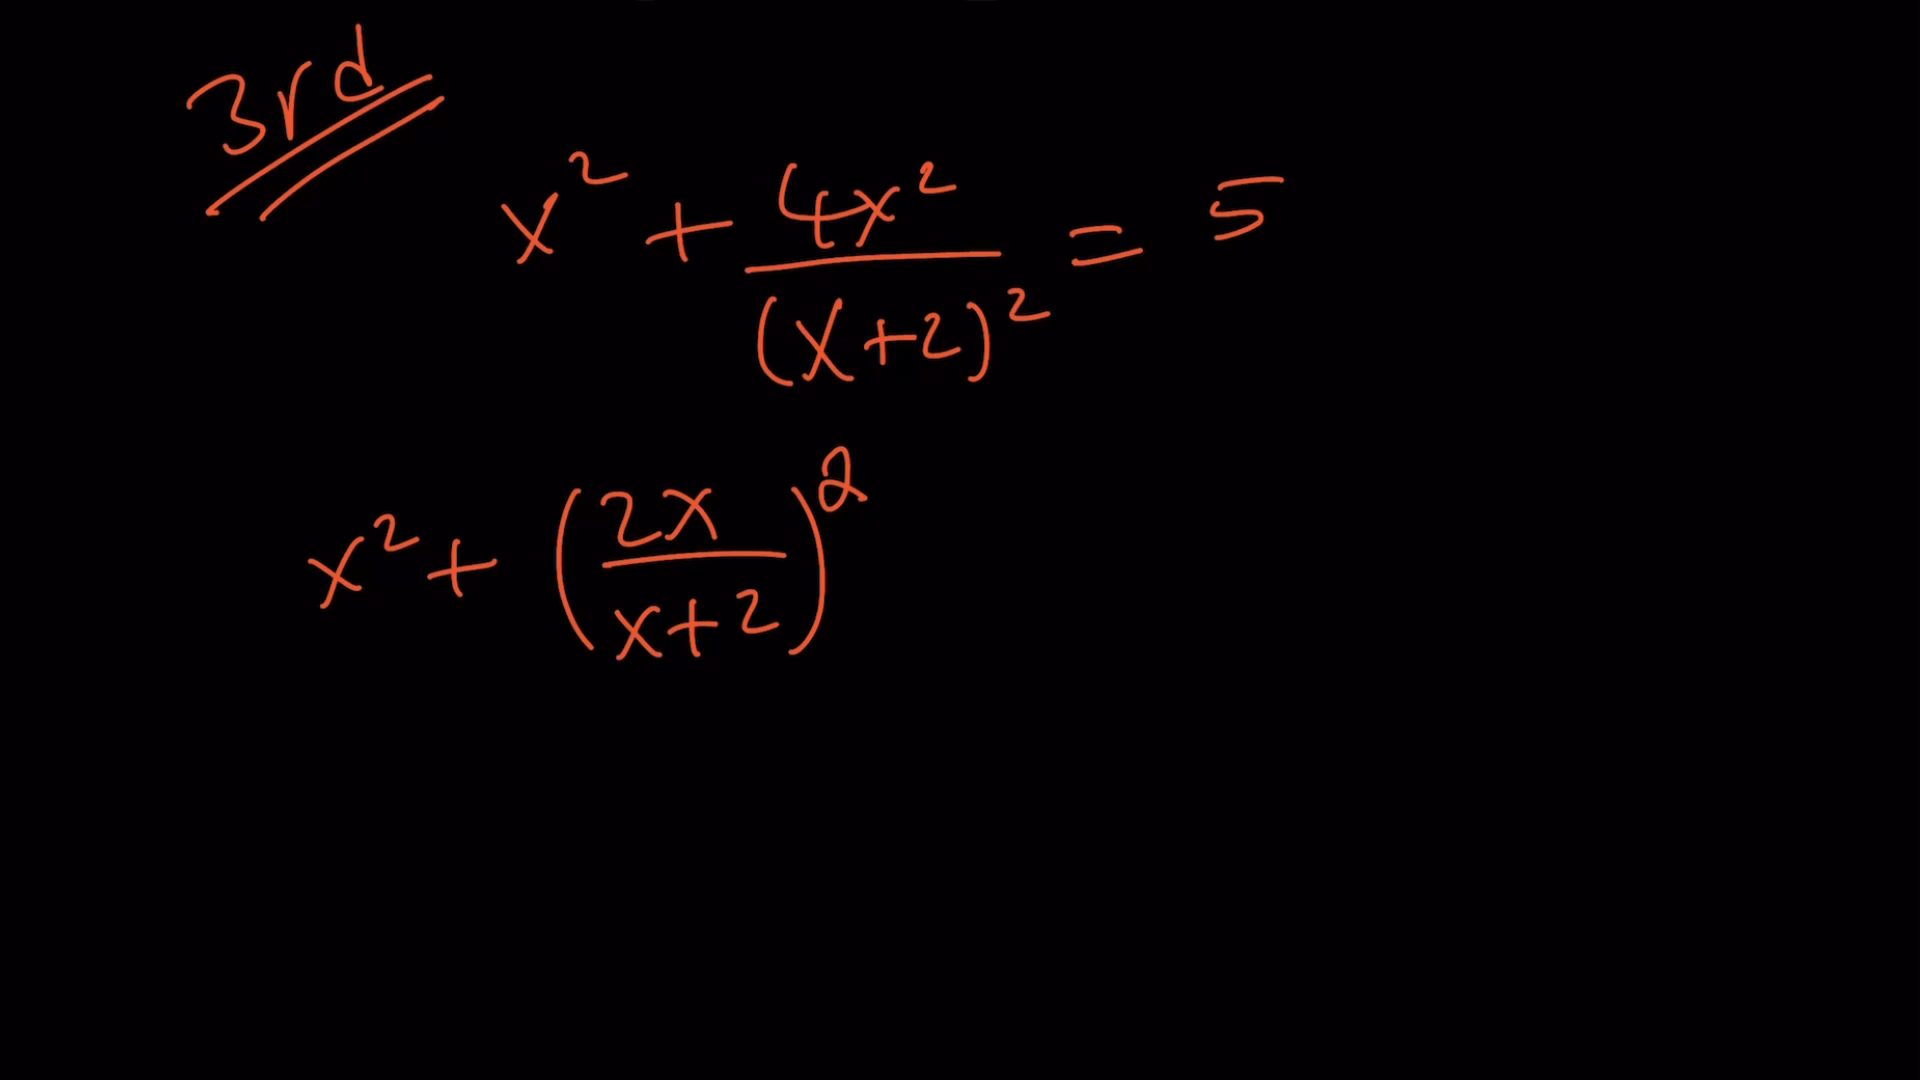 3rd
x² + 4x²/(x+2)² = 5
x² + (2x/x+2)²